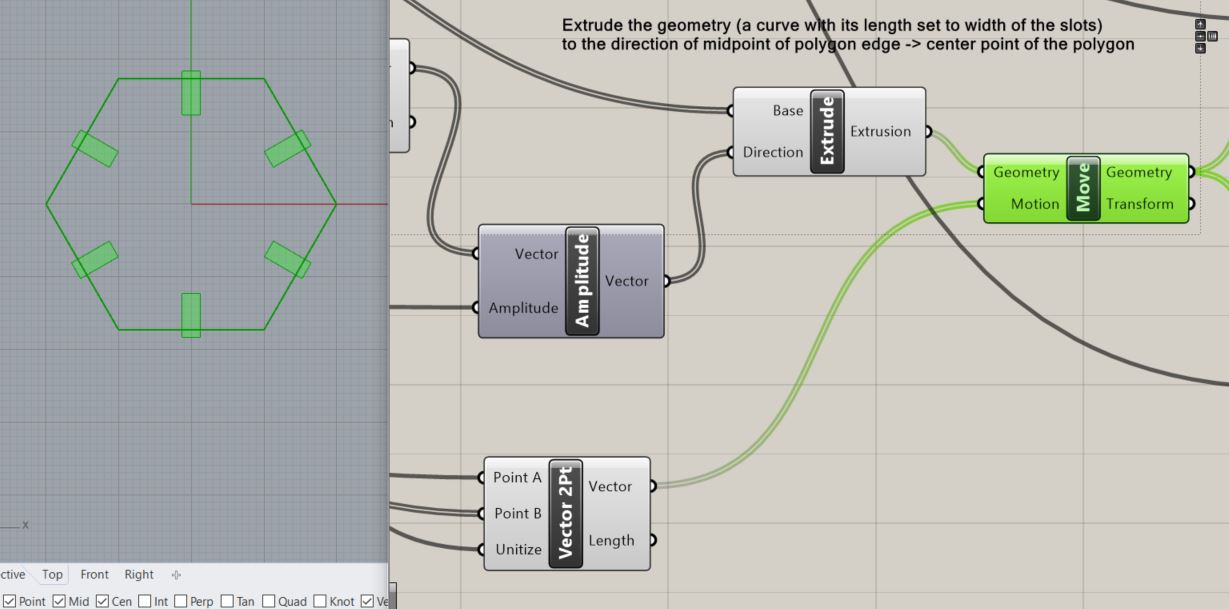 Extrude the geometry (a curve with its length set to width of the slots)
to the direction of midpoint of polygon edge -> center point of the polygon
Base
Direction
Extrude
Extrusion
Geometry
Motion
Move
Geometry
Transform
Vector
Amplitude
Amplitude
Vector
Point A
Point B
Unitize
Vector 2Pt
Vector
Length
x
Top Front Right
Point Mid Cen Int Perp Tan Quad Knot